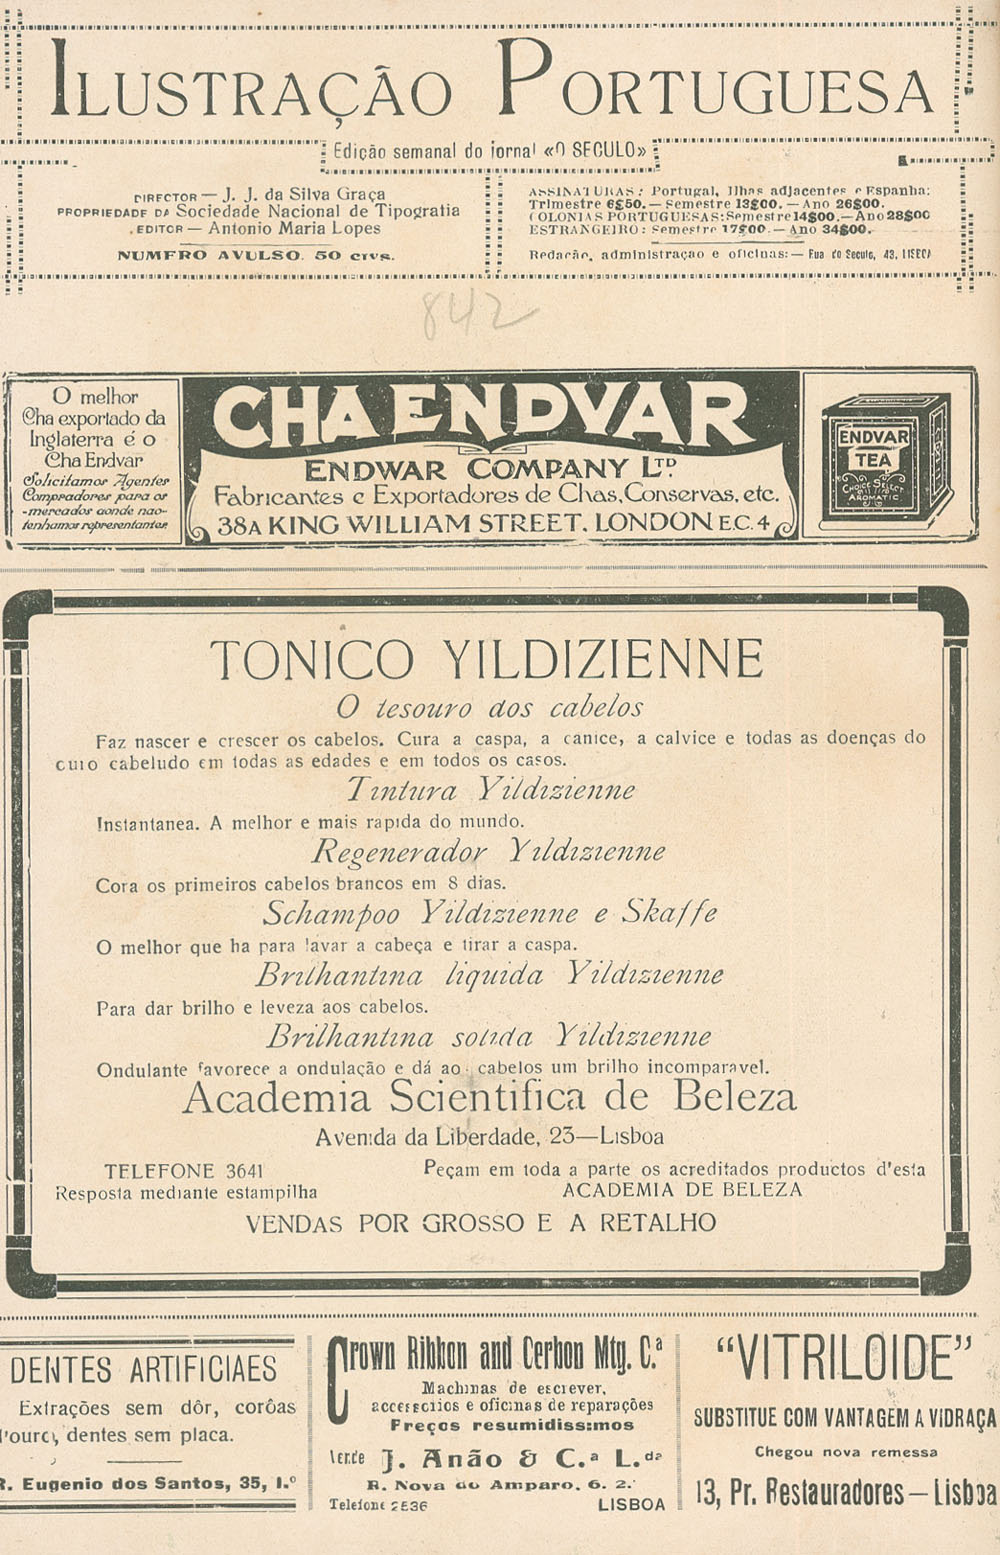 ILUSTRAÇÃO PORTUGUESA
Edição semanal do jornal «O SECULO»
DIRECTOR — J. J. da Silva Graça
PROPRIEDADE DA Sociedade Nacional de Tipografia
EDITOR — Antonio Maria Lopes
NUMERO AVULSO, 50 ctvs.
ASSINATURAS: Portugal, Ilhas adjacentes e Espanha:
Trimestre 6$50.—Semestre 13$00.—Ano 26$00.
COLONIAS PORTUGUESAS: Semestre 14$00.—Ano 28$00
ESTRANGEIRO: Semestre 17$00.—Ano 34$00.
Redação, administração e oficinas:—Rua do Seculo, 43, LISBOA
842
O melhor
Cha exportado da
Inglaterra é o
Cha Endvar
Solicitamos Agentes
Compradores para os
-mercados aonde nao-
tenhamos representantes
CHA ENDVAR
ENDWAR COMPANY LTD.
Fabricantes e Exportadores de Chas, Conservas, etc.
38A KING WILLIAM STREET. LONDON E.C. 4
ENDVAR
TEA
CHOICE SELECT
AROMATIC
TONICO YILDIZIENNE
O tesouro dos cabelos
Faz nascer e crescer os cabelos. Cura a caspa, a canice, a calvice e todas as doenças do
couro cabeludo em todas as edades e em todos os casos.
Tintura Yildizienne
Instantanea. A melhor e mais rapida do mundo.
Regenerador Yildizienne
Cora os primeiros cabelos brancos em 8 dias.
Schampoo Yildizienne e Skaffe
O melhor que ha para lavar a cabeça e tirar a caspa.
Brilhantina liquida Yildizienne
Para dar brilho e leveza aos cabelos.
Brilhantina solida Yildizienne
Ondulante favorece a ondulação e dá aos cabelos um brilho incomparavel.
Academia Scientifica de Beleza
Avenida da Liberdade, 23—Lisboa
TELEFONE 3641
Resposta mediante estampilha
Peçam em toda a parte os acreditados productos d'esta
ACADEMIA DE BELEZA
VENDAS POR GROSSO E A RETALHO
DENTES ARTIFICIAES
Extrações sem dôr, corôas
d'ouro, dentes sem placa.
R. Eugenio dos Santos, 35, 1.º
Crown Ribbon and Cerbon Mtg. C.ª
Machinas de escrever,
accessorios e oficinas de reparações
Preços resumidissimos
Vende J. Anão & C.ª L.da
R. Nova do Amparo, 6, 2.º
Telefone 2536 LISBOA
"VITRILOIDE"
SUBSTITUE COM VANTAGEM A VIDRAÇA
Chegou nova remessa
13, Pr. Restauradores — Lisboa